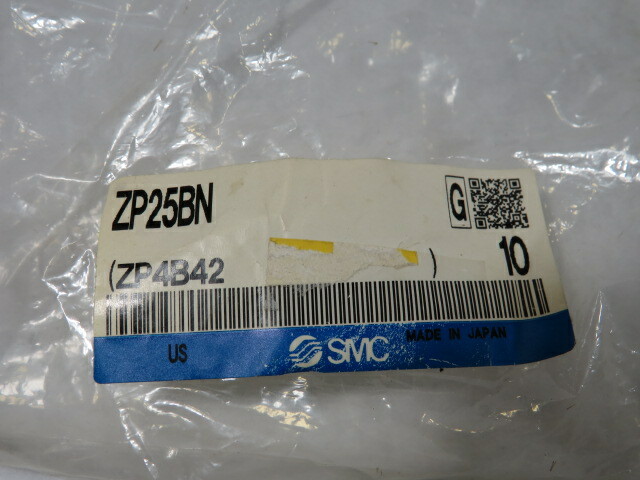 ZP25BN
G
(ZP4B42 )
10
US
SMC
MADE IN JAPAN